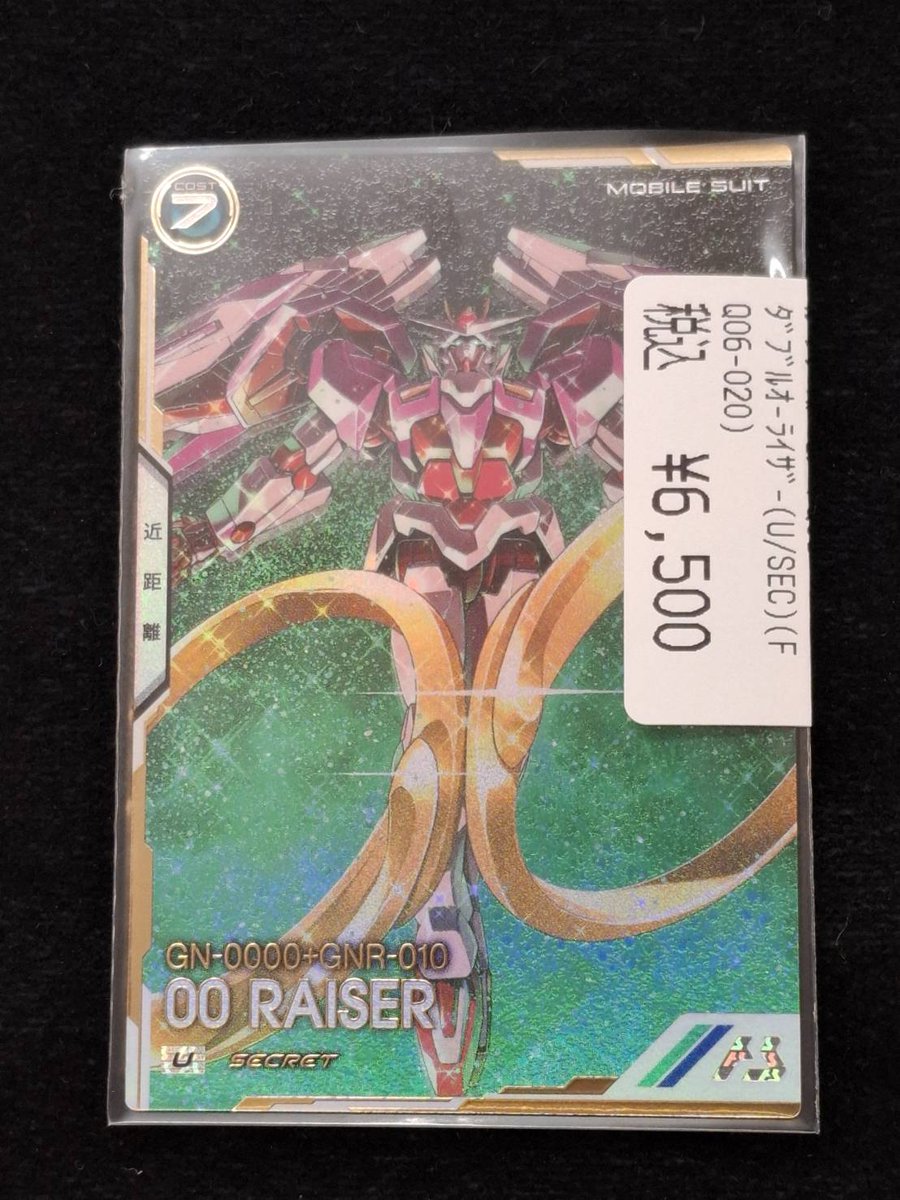 COST
7
MOBILE SUIT
ﾀﾞﾌﾞﾙｵｰﾗｲｻﾞｰ(U/SEC)(F
Q06-020)
税込 ¥6,500
近距離
GN-0000+GNR-010
00 RAISER
U SECRET